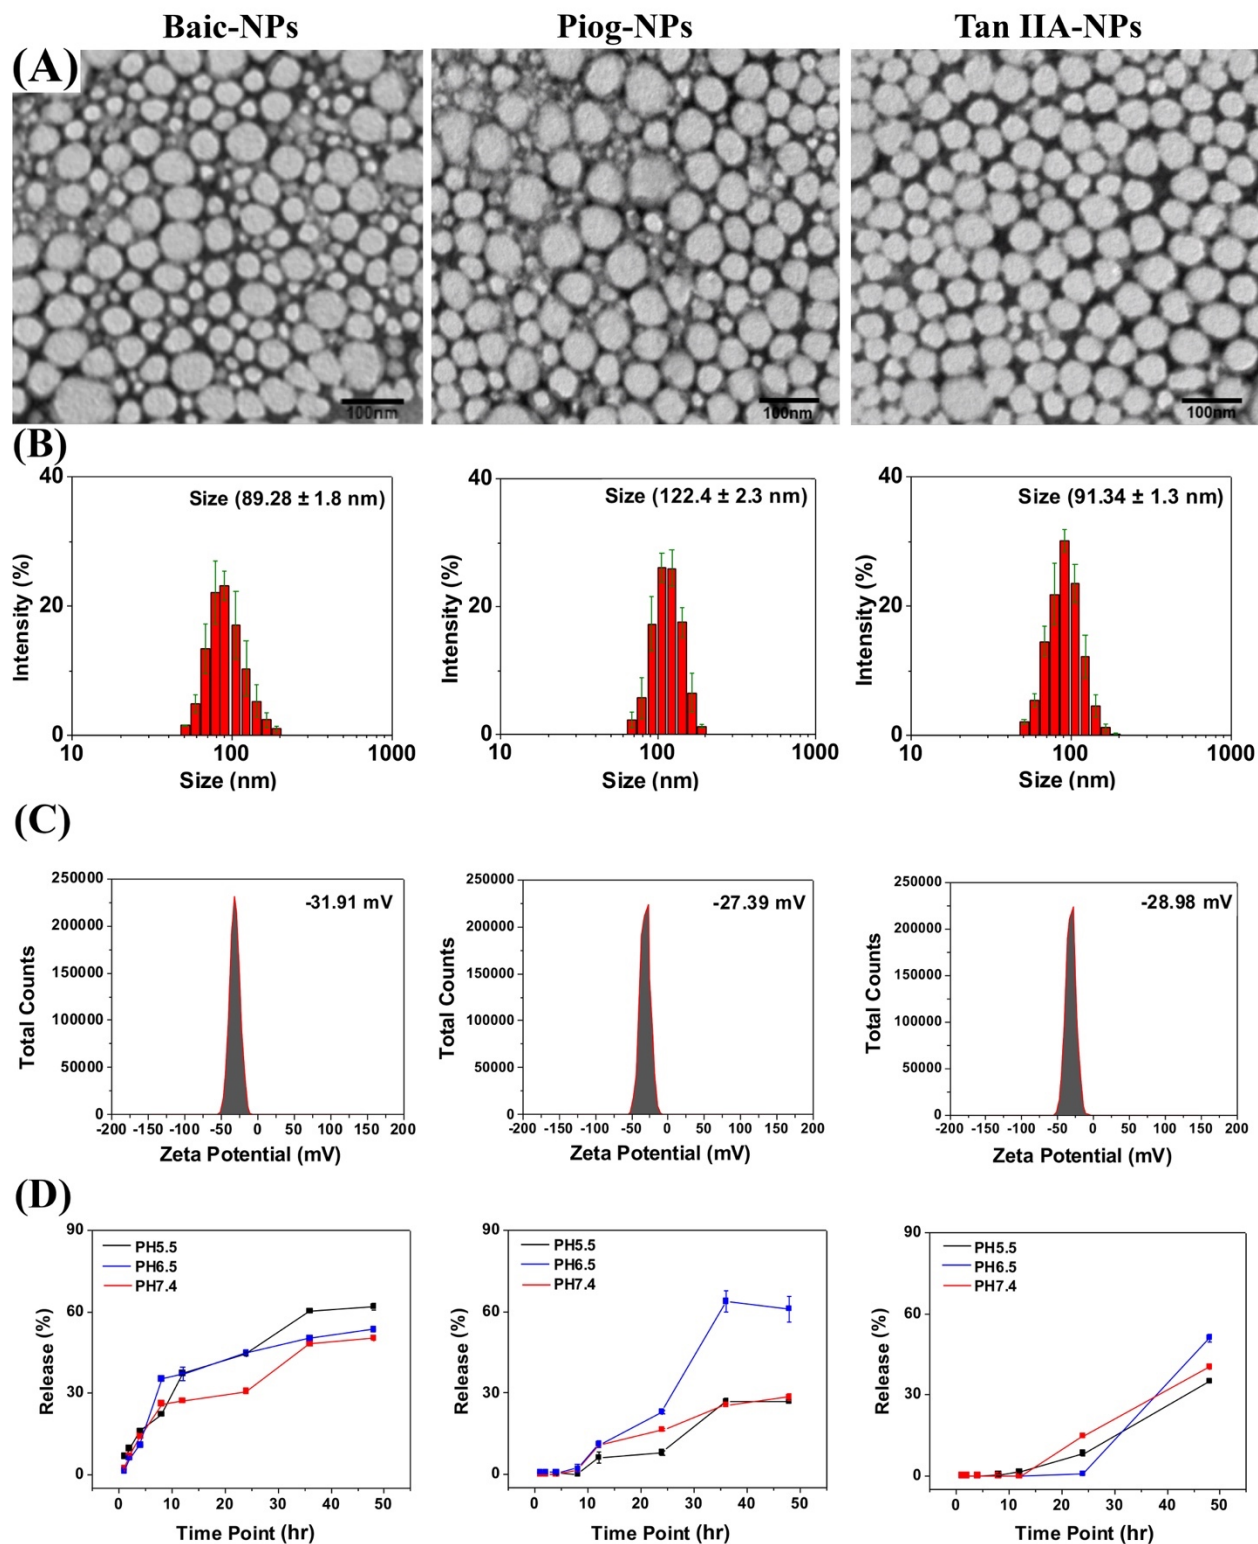 Baic-NPs Piog-NPs Tan IIA-NPs
(A)
100nm 100nm 100nm
(B)
40 40 40
Size (89.28 ± 1.8 nm) Size (122.4 ± 2.3 nm) Size (91.34 ± 1.3 nm)
Intensity (%) Intensity (%) Intensity (%)
20 20 20
0 0 0
10 100 1000 10 100 1000 10 100 1000
Size (nm) Size (nm) Size (nm)
(C)
250000 250000 250000
-31.91 mV -27.39 mV -28.98 mV
200000 200000 200000
Total Counts Total Counts Total Counts
150000 150000 150000
100000 100000 100000
50000 50000 50000
0 0 0
-200 -150 -100 -50 0 50 100 150 200 -200 -150 -100 -50 0 50 100 150 200 -200 -150 -100 -50 0 50 100 150 200
Zeta Potential (mV) Zeta Potential (mV) Zeta Potential (mV)
(D)
90 90 90
PH5.5 PH5.5 PH5.5
PH6.5 PH6.5 PH6.5
PH7.4 PH7.4 PH7.4
60 60 60
Release (%) Release (%) Release (%)
30 30 30
0 0 0
0 10 20 30 40 50 0 10 20 30 40 50 0 10 20 30 40 50
Time Point (hr) Time Point (hr) Time Point (hr)